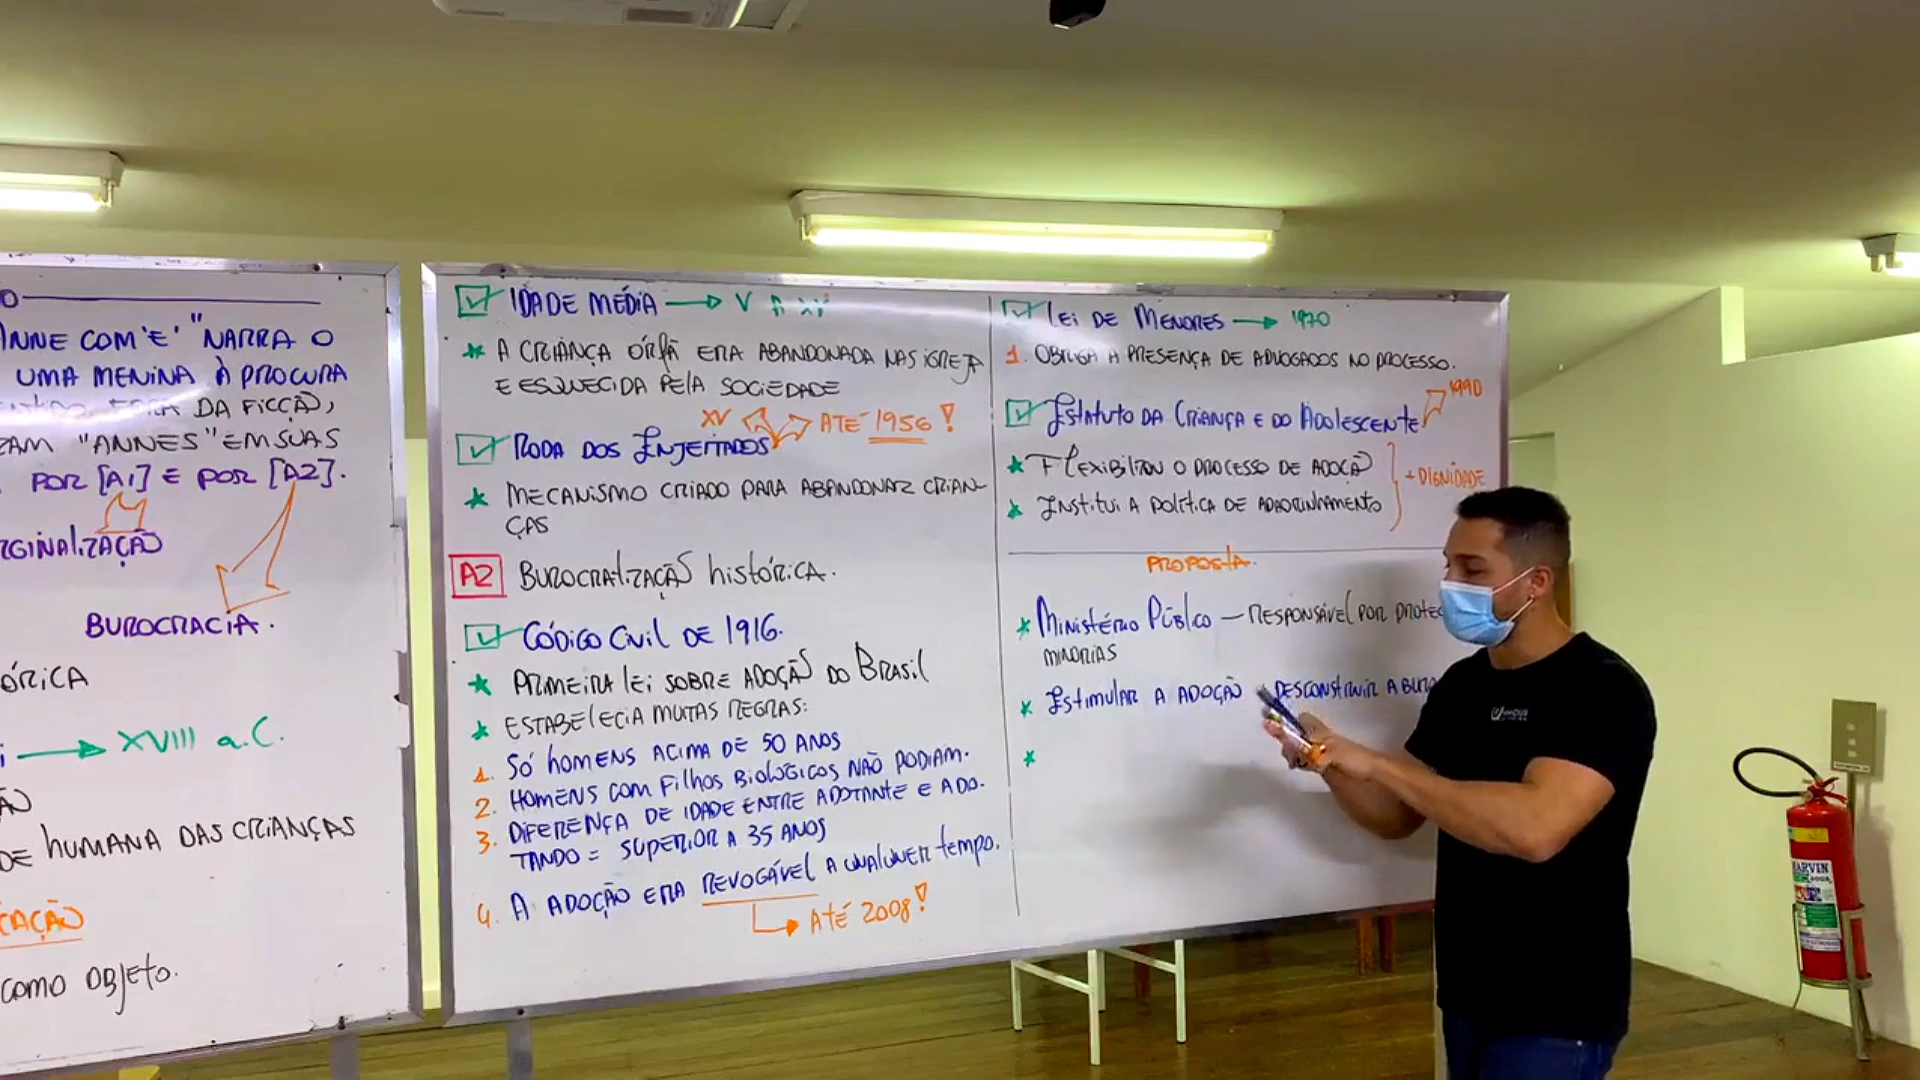 ANNE COM 'E' " NARRA O
UMA MENINA À PROCURA
DA FICÇÃO,
"ANNES" EM SUAS
POR [A1] E POR [A2].
BUROCRACIA.
XVIII a.C.
HUMANA DAS CRIANÇAS
COMO OBJETO.
IDADE MÉDIA → V
* A CRIANÇA ÓRFÃ ERA ABANDONADA NAS IGREJA
E ESQUECIDA PELA SOCIEDADE
XV ATÉ 1956!
RODA DOS ENJEITADOS
* MECANISMO CRIADO PARA ABANDONAR CRIAN-
ÇAS
A2 BUROCRATIZAÇÃO HISTÓRICA.
CÓDIGO CIVIL DE 1916.
* PRIMEIRA LEI SOBRE ADOÇÃO DO BRASIL
* ESTABELECIA MUITAS REGRAS:
1. SÓ HOMENS ACIMA DE 50 ANOS
2. HOMENS COM FILHOS BIOLÓGICOS NÃO PODIAM.
3. DIFERENÇA DE IDADE ENTRE ADOTANTE E ADO-
TANDO = SUPERIOR A 35 ANOS
4. A ADOÇÃO ERA REVOGÁVEL A QUALQUER TEMPO.
ATÉ 2008!
LEI DE MENORES → 1970
1. OBRIGA A PRESENÇA DE ADVOGADOS NO PROCESSO.
ESTATUTO DA CRIANÇA E DO ADOLESCENTE 1990
* FLEXIBILIZOU O PROCESSO DE ADOÇÃO
+ DIGNIDADE
* INSTITUI A POLÍTICA DE APADRINHAMENTO
PROPOSTA.
* MINISTÉRIO PÚBLICO — RESPONSÁVEL POR
MINORIAS
* ESTIMULAR A ADOÇÃO DESCONSTRUIR A
*